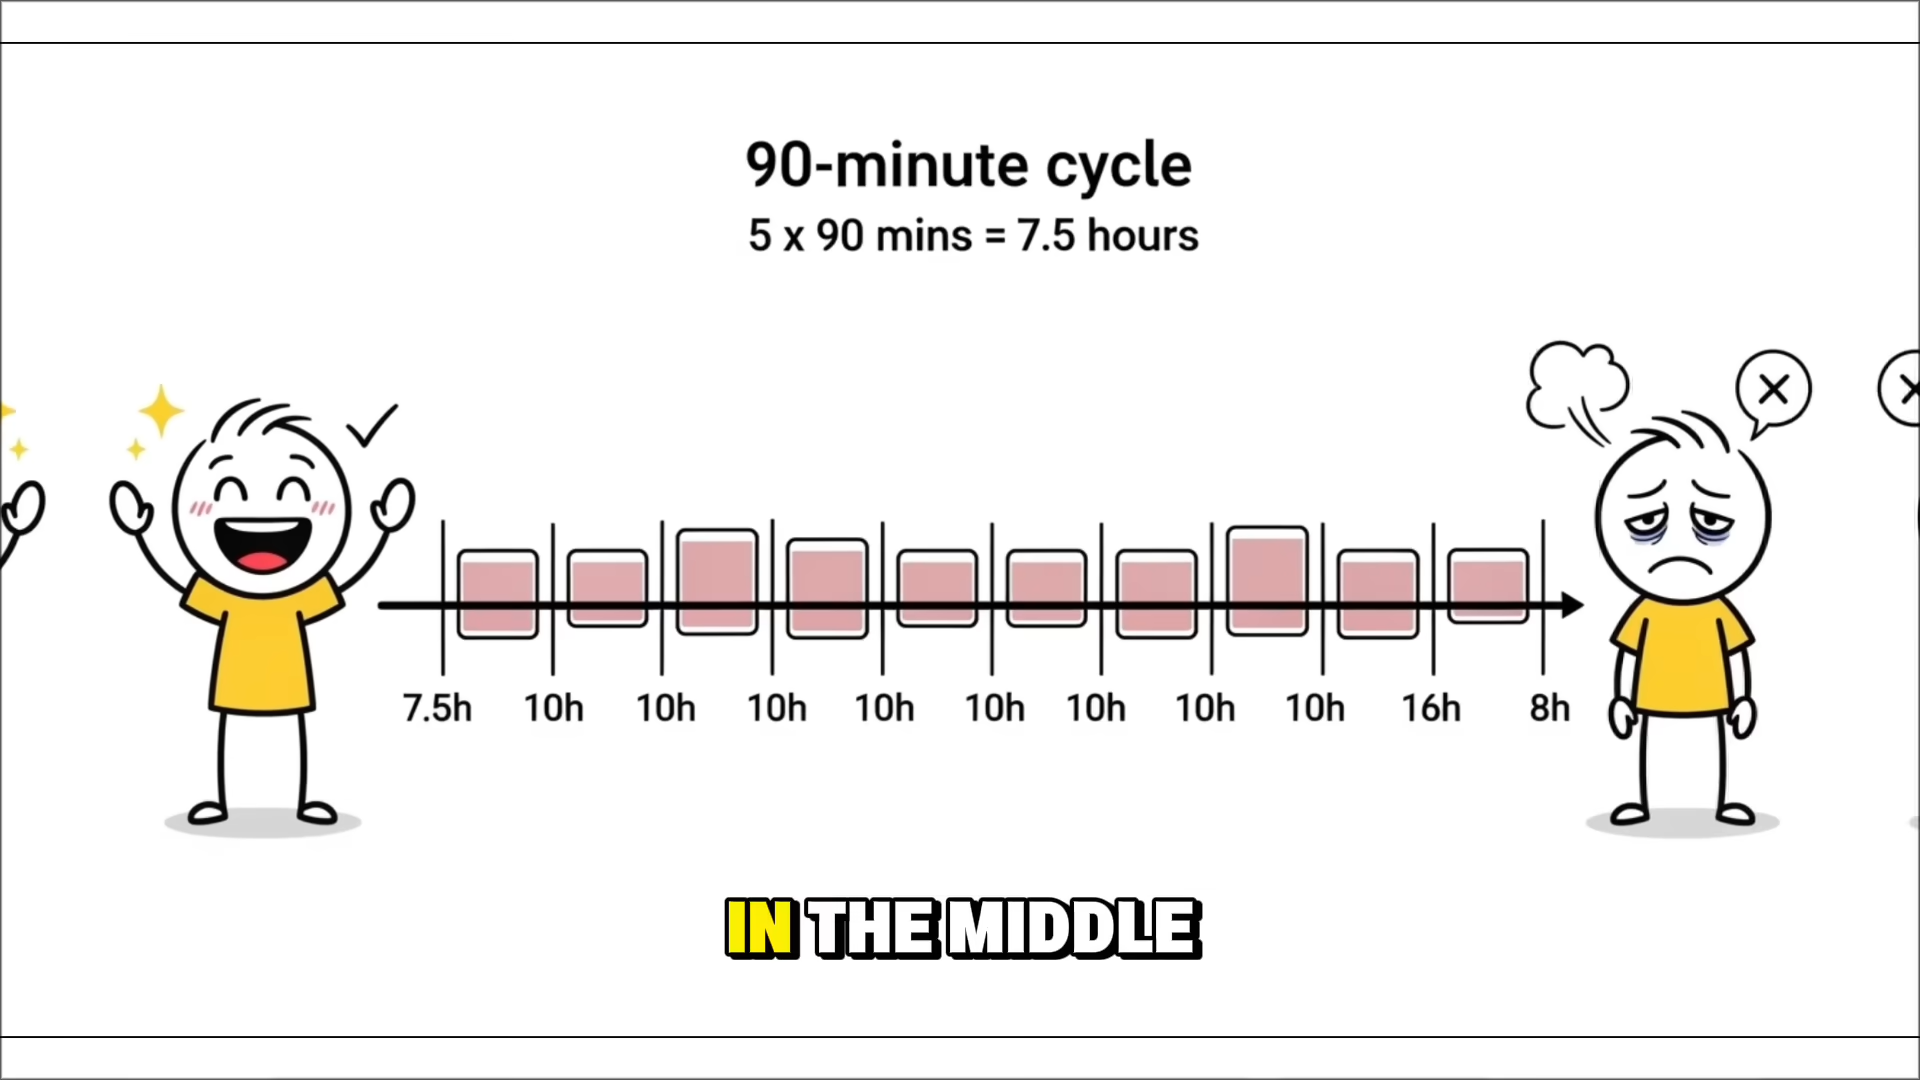 90-minute cycle
5 x 90 mins = 7.5 hours
7.5h 10h 10h 10h 10h 10h 10h 10h 10h 16h 8h
IN THE MIDDLE